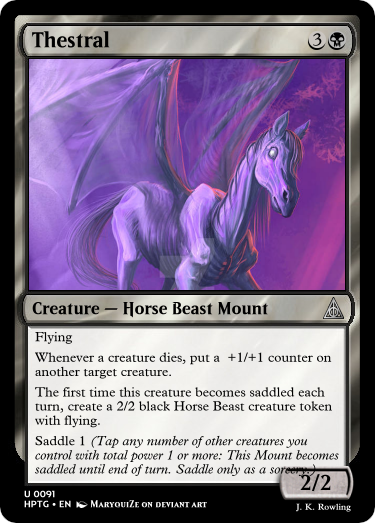 Thestral 3
Creature — Horse Beast Mount
Flying
Whenever a creature dies, put a +1/+1 counter on
another target creature.
The first time this creature becomes saddled each
turn, create a 2/2 black Horse Beast creature token
with flying.
Saddle 1 (Tap any number of other creatures you
control with total power 1 or more: This Mount becomes
saddled until end of turn. Saddle only as a sorcery.)
2/2
U 0091
HPTG • EN MaryquiZe on deviant art
J. K. Rowling